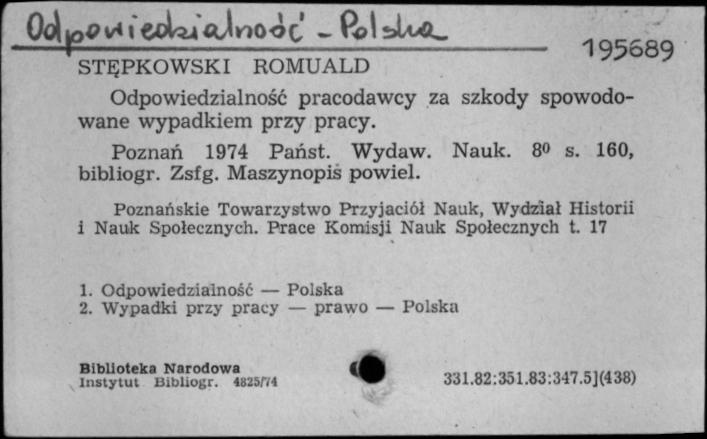 Odpowiedzialność - Polska
195689
STĘPKOWSKI ROMUALD
Odpowiedzialność pracodawcy za szkody spowodo-
wane wypadkiem przy pracy.
Poznań 1974 Państ. Wydaw. Nauk. 8⁰ s. 160,
bibliogr. Zsfg. Maszynopis powiel.
Poznańskie Towarzystwo Przyjaciół Nauk, Wydział Historii
i Nauk Społecznych. Prace Komisji Nauk Społecznych t. 17
1. Odpowiedzialność — Polska
2. Wypadki przy pracy — prawo — Polska
Biblioteka Narodowa
Instytut Bibliogr. 4825/74
331.82:351.83:347.5](438)